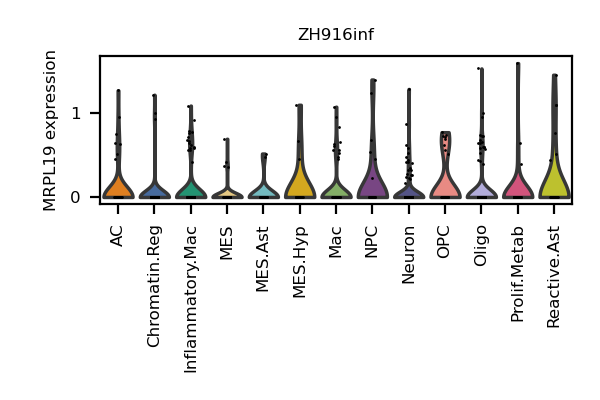 ZH916inf
MRPL19 expression
1
0
AC
Chromatin.Reg
Inflammatory.Mac
MES
MES.Ast
MES.Hyp
Mac
NPC
Neuron
OPC
Oligo
Prolif.Metab
Reactive.Ast